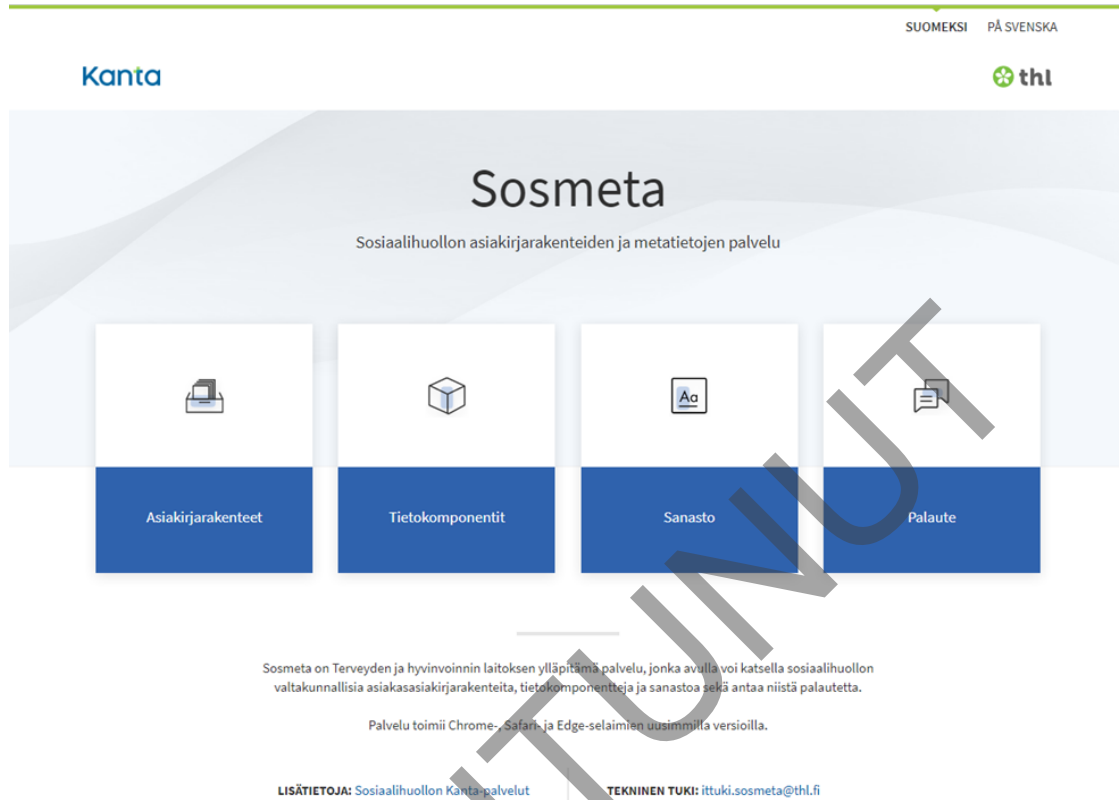 SUOMEKSI PÅ SVENSKA
Kanta
thl
Sosmeta
Sosiaalihuollon asiakirjarakenteiden ja metatietojen palvelu
Aa
Asiakirjarakenteet
Tietokomponentit
Sanasto
Palaute
Sosmeta on Terveyden ja hyvinvoinnin laitoksen ylläpitämä palvelu, jonka avulla voi katsella sosiaalihuollon
valtakunnallisia asiakasasiakirjarakenteita, tietokomponentteja ja sanastoa sekä antaa niistä palautetta.
Palvelu toimii Chrome-, Safari- ja Edge-selaimien uusimmilla versioilla.
LISÄTIETOJA: Sosiaalihuollon Kanta-palvelut
TEKNINEN TUKI: ittuki.sosmeta@thl.fi
TUNUT